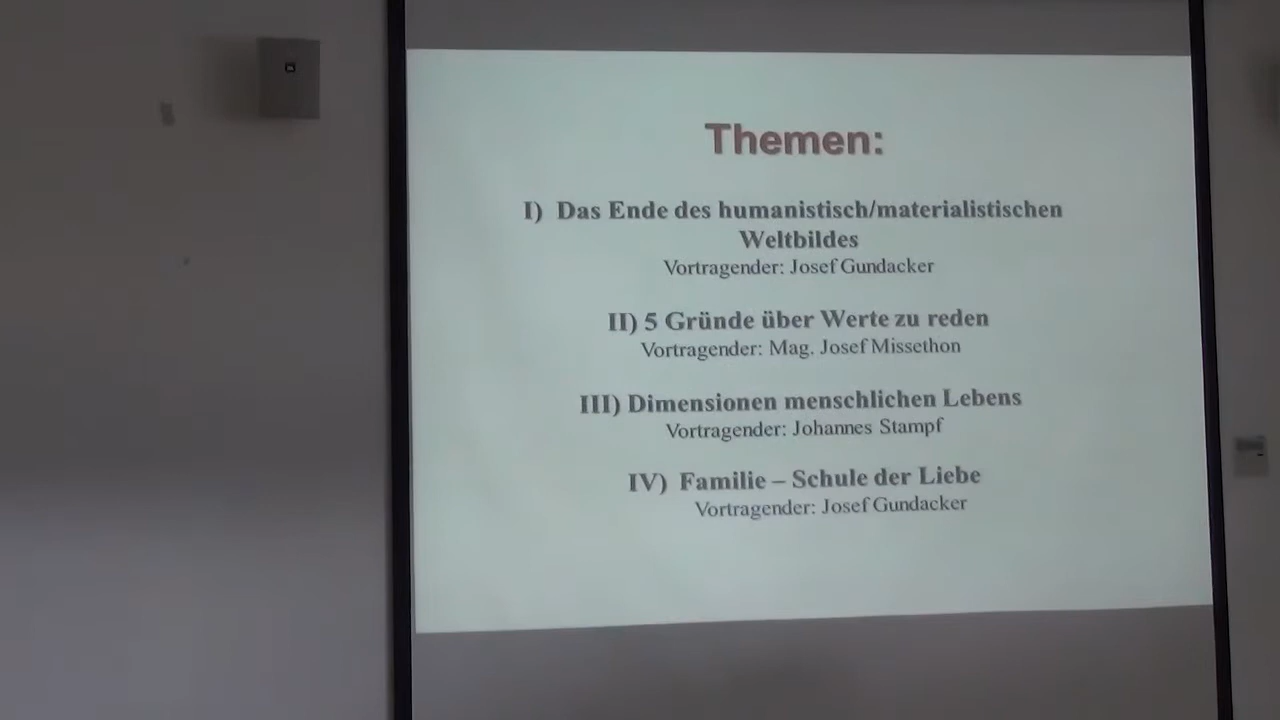 Themen:
I) Das Ende des humanistisch/materialistischen
Weltbildes
Vortragender: Josef Gundacker
II) 5 Gründe über Werte zu reden
Vortragender: Mag. Josef Missethon
III) Dimensionen menschlichen Lebens
Vortragender: Johannes Stampf
IV) Familie – Schule der Liebe
Vortragender: Josef Gundacker